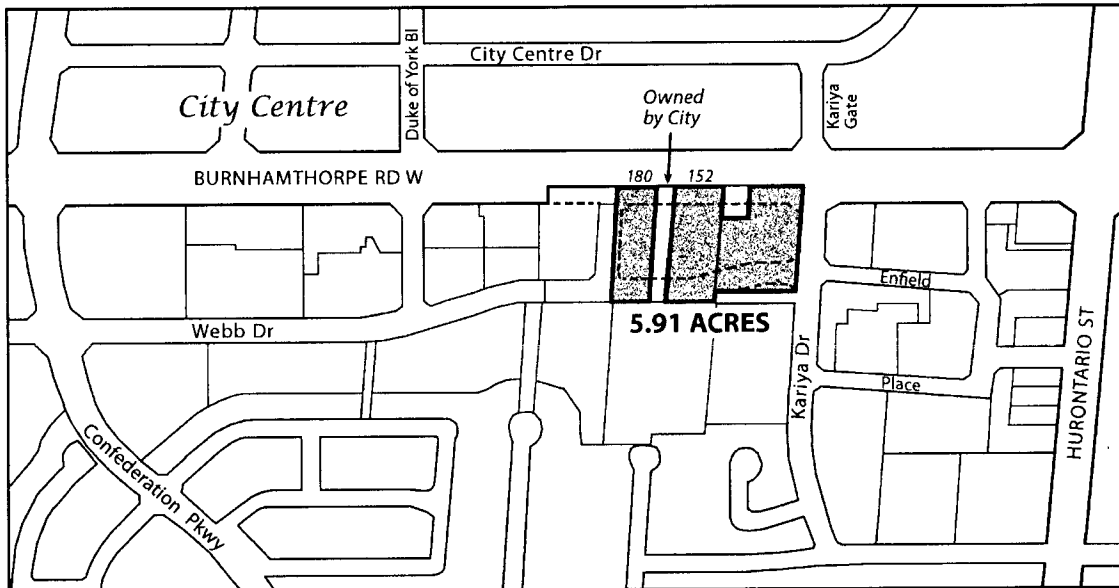 Duke of York Bl
City Centre Dr
City Centre
Owned
by City
Kariya
Gate
BURNHAMTHORPE RD W
180
152
Enfield
5.91 ACRES
Webb Dr
Kariya Dr
Place
HURONTARIO ST
Confederation Pkwy